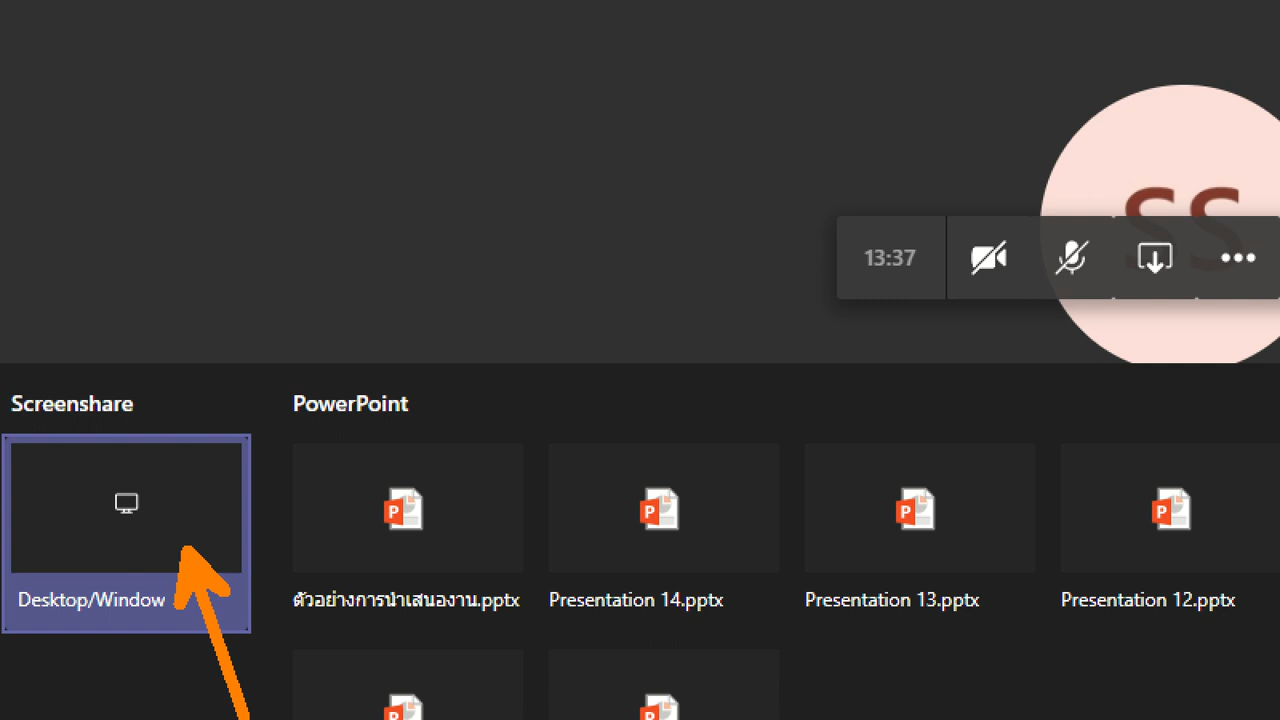 SS
13:37
Screenshare
PowerPoint
Desktop/Window
P
ตัวอย่างการนำเสนองาน.pptx
P
Presentation 14.pptx
P
Presentation 13.pptx
P
Presentation 12.pptx
P
P